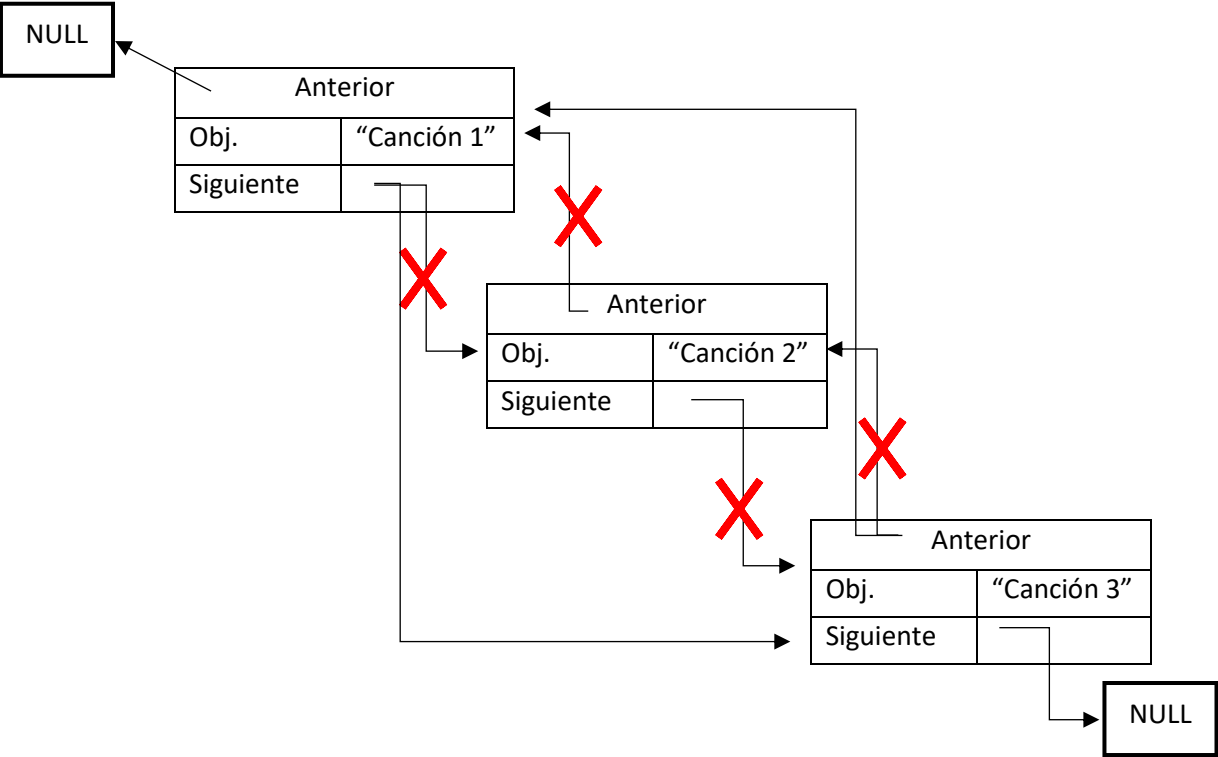 NULL
Anterior
Obj. “Canción 1”
Siguiente
Anterior
Obj. “Canción 2”
Siguiente
Anterior
Obj. “Canción 3”
Siguiente
NULL